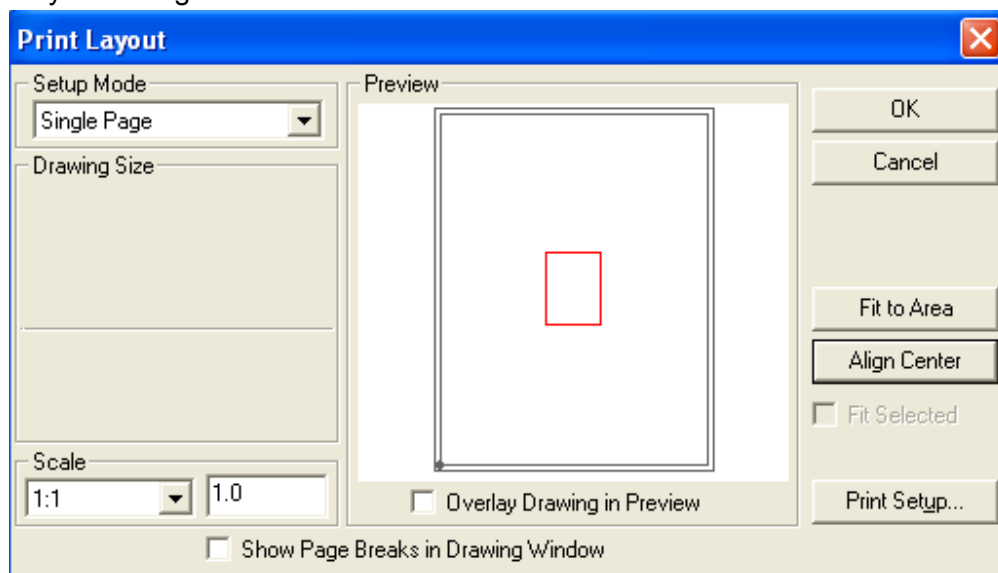 Print Layout
Setup Mode
Single Page
Drawing Size
Scale
1:1
1.0
Preview
Overlay Drawing in Preview
Show Page Breaks in Drawing Window
OK
Cancel
Fit to Area
Align Center
Fit Selected
Print Setup...